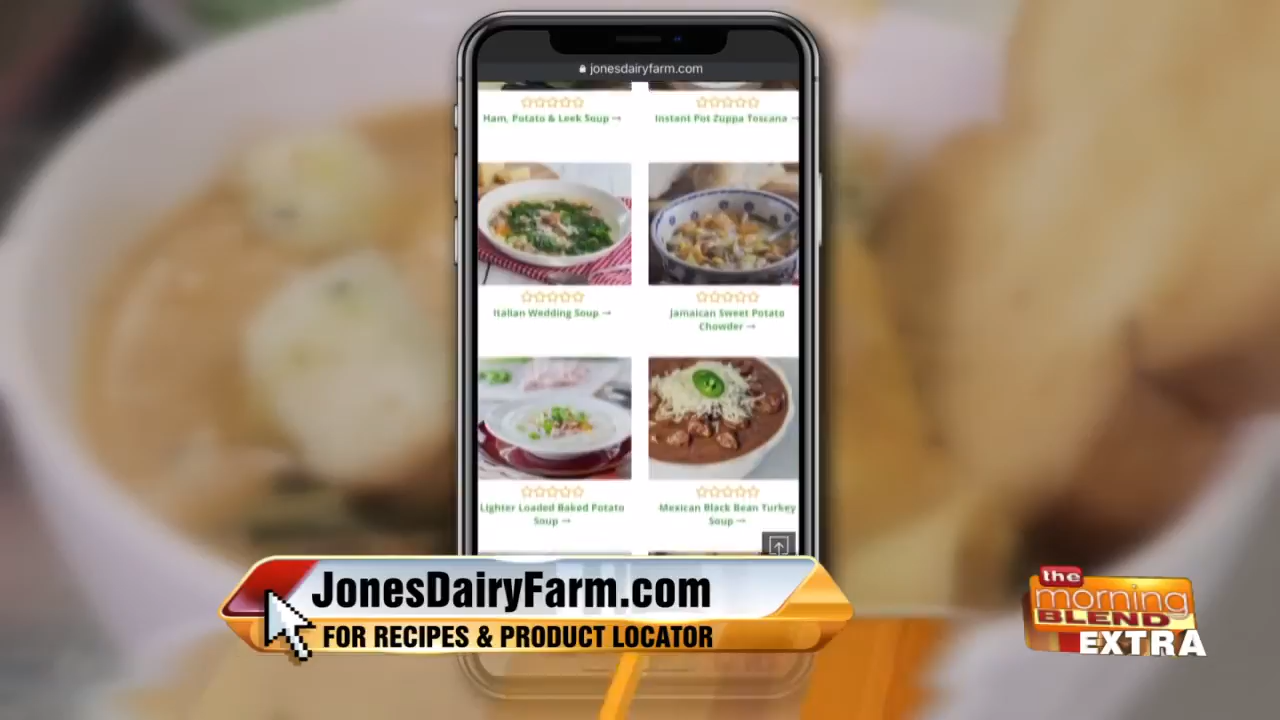 jonesdairyfarm.com
Ham, Potato & Leek Soup →
Instant Pot Zuppa Toscana →
Italian Wedding Soup →
Jamaican Sweet Potato
Chowder →
Lighter Loaded Baked Potato
Soup →
Mexican Black Bean Turkey
Soup →
JonesDairyFarm.com
FOR RECIPES & PRODUCT LOCATOR
the
morning
BLEND
EXTRA